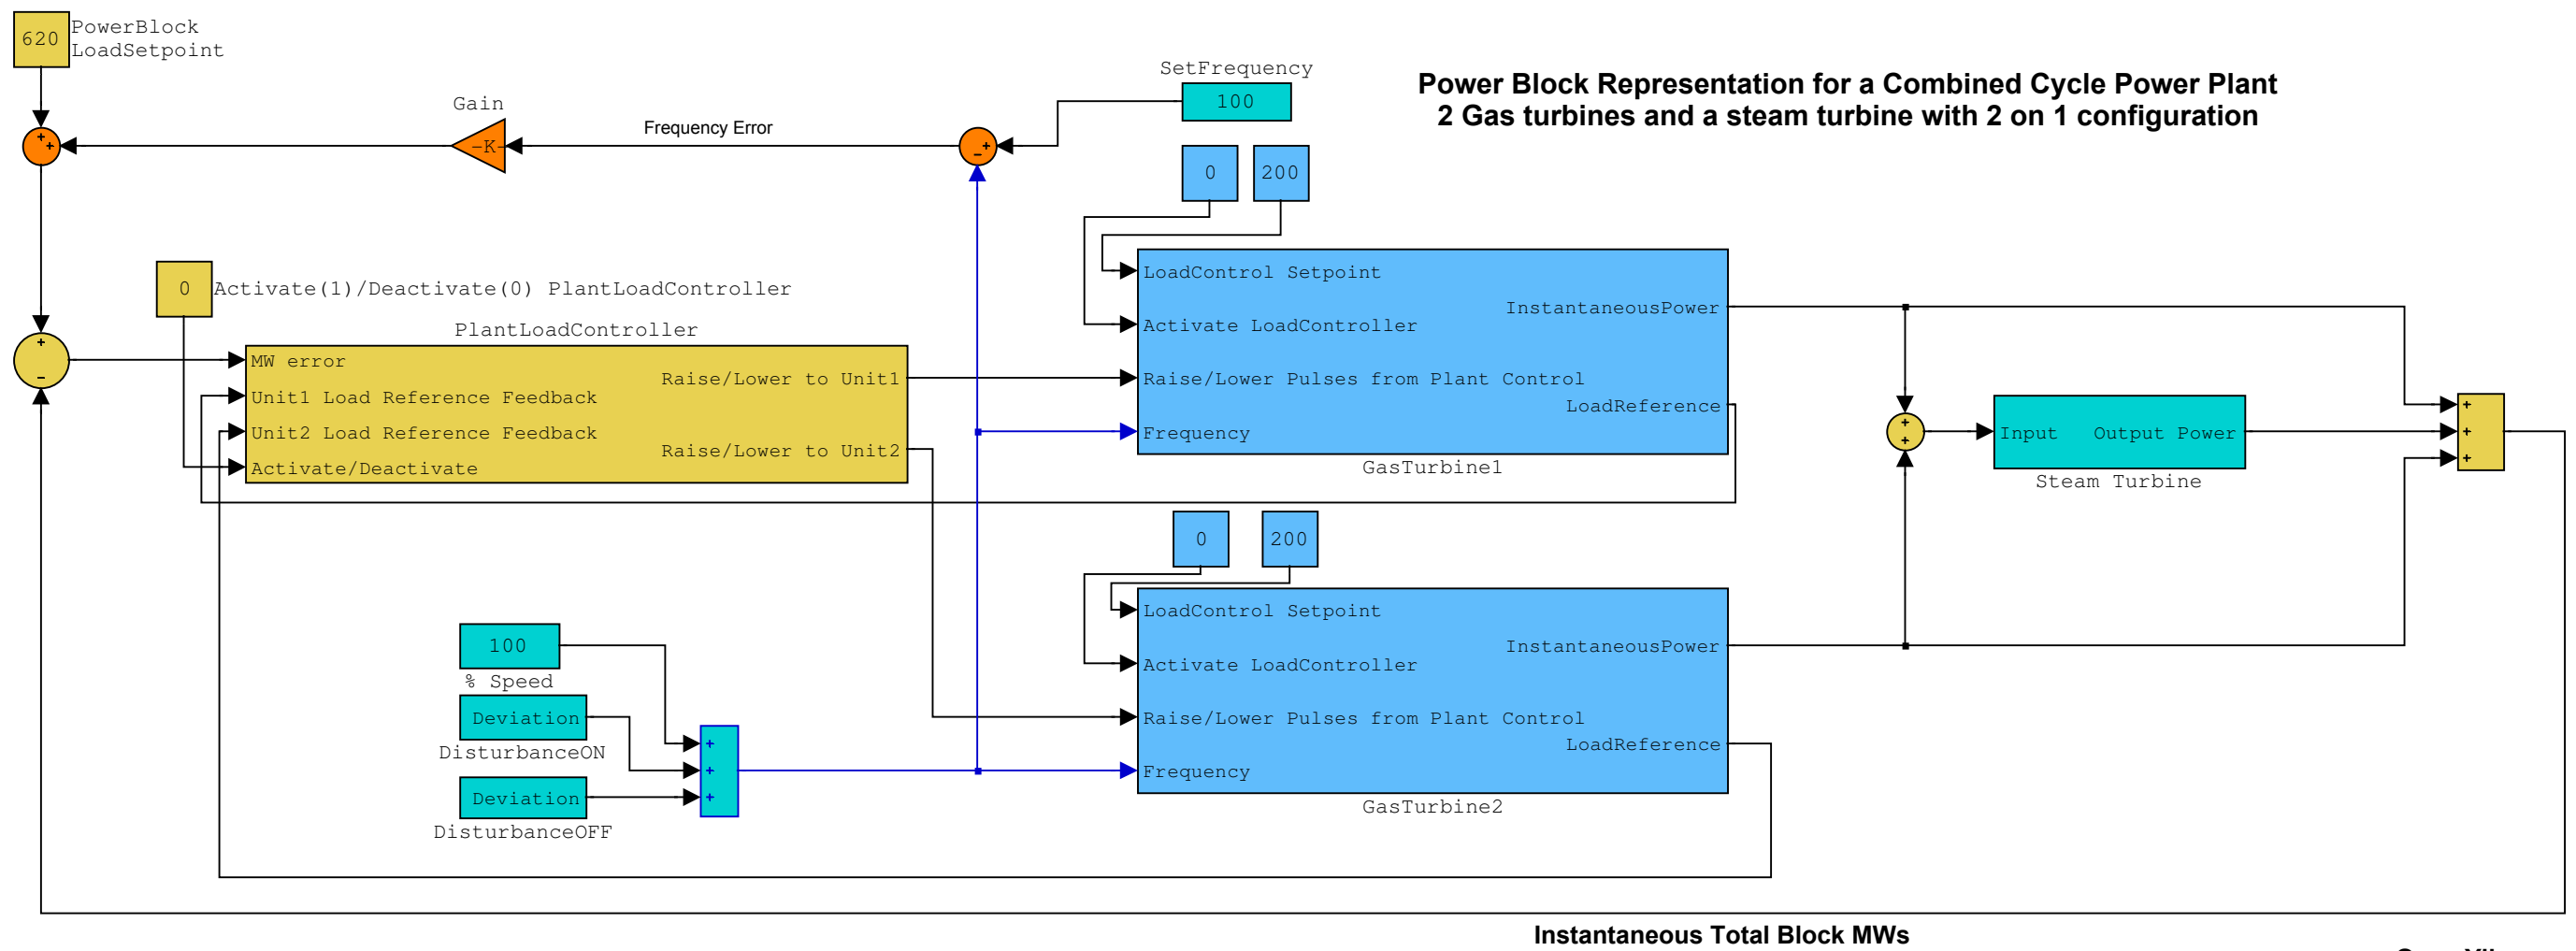 620
PowerBlock
LoadSetpoint
SetFrequency
100
Power Block Representation for a Combined Cycle Power Plant
2 Gas turbines and a steam turbine with 2 on 1 configuration
Gain
-K-
Frequency Error
+
+
+
-
0
200
0
Activate(1)/Deactivate(0) PlantLoadController
PlantLoadController
+
-
MW error
Unit1 Load Reference Feedback
Unit2 Load Reference Feedback
Activate/Deactivate
Raise/Lower to Unit1
Raise/Lower to Unit2
LoadControl Setpoint
Activate LoadController
Raise/Lower Pulses from Plant Control
Frequency
InstantaneousPower
LoadReference
GasTurbine1
+
+
Input
Output Power
Steam Turbine
+
+
+
0
200
LoadControl Setpoint
Activate LoadController
Raise/Lower Pulses from Plant Control
Frequency
InstantaneousPower
LoadReference
GasTurbine2
100
% Speed
Deviation
DisturbanceON
Deviation
DisturbanceOFF
+
+
+
Instantaneous Total Block MWs